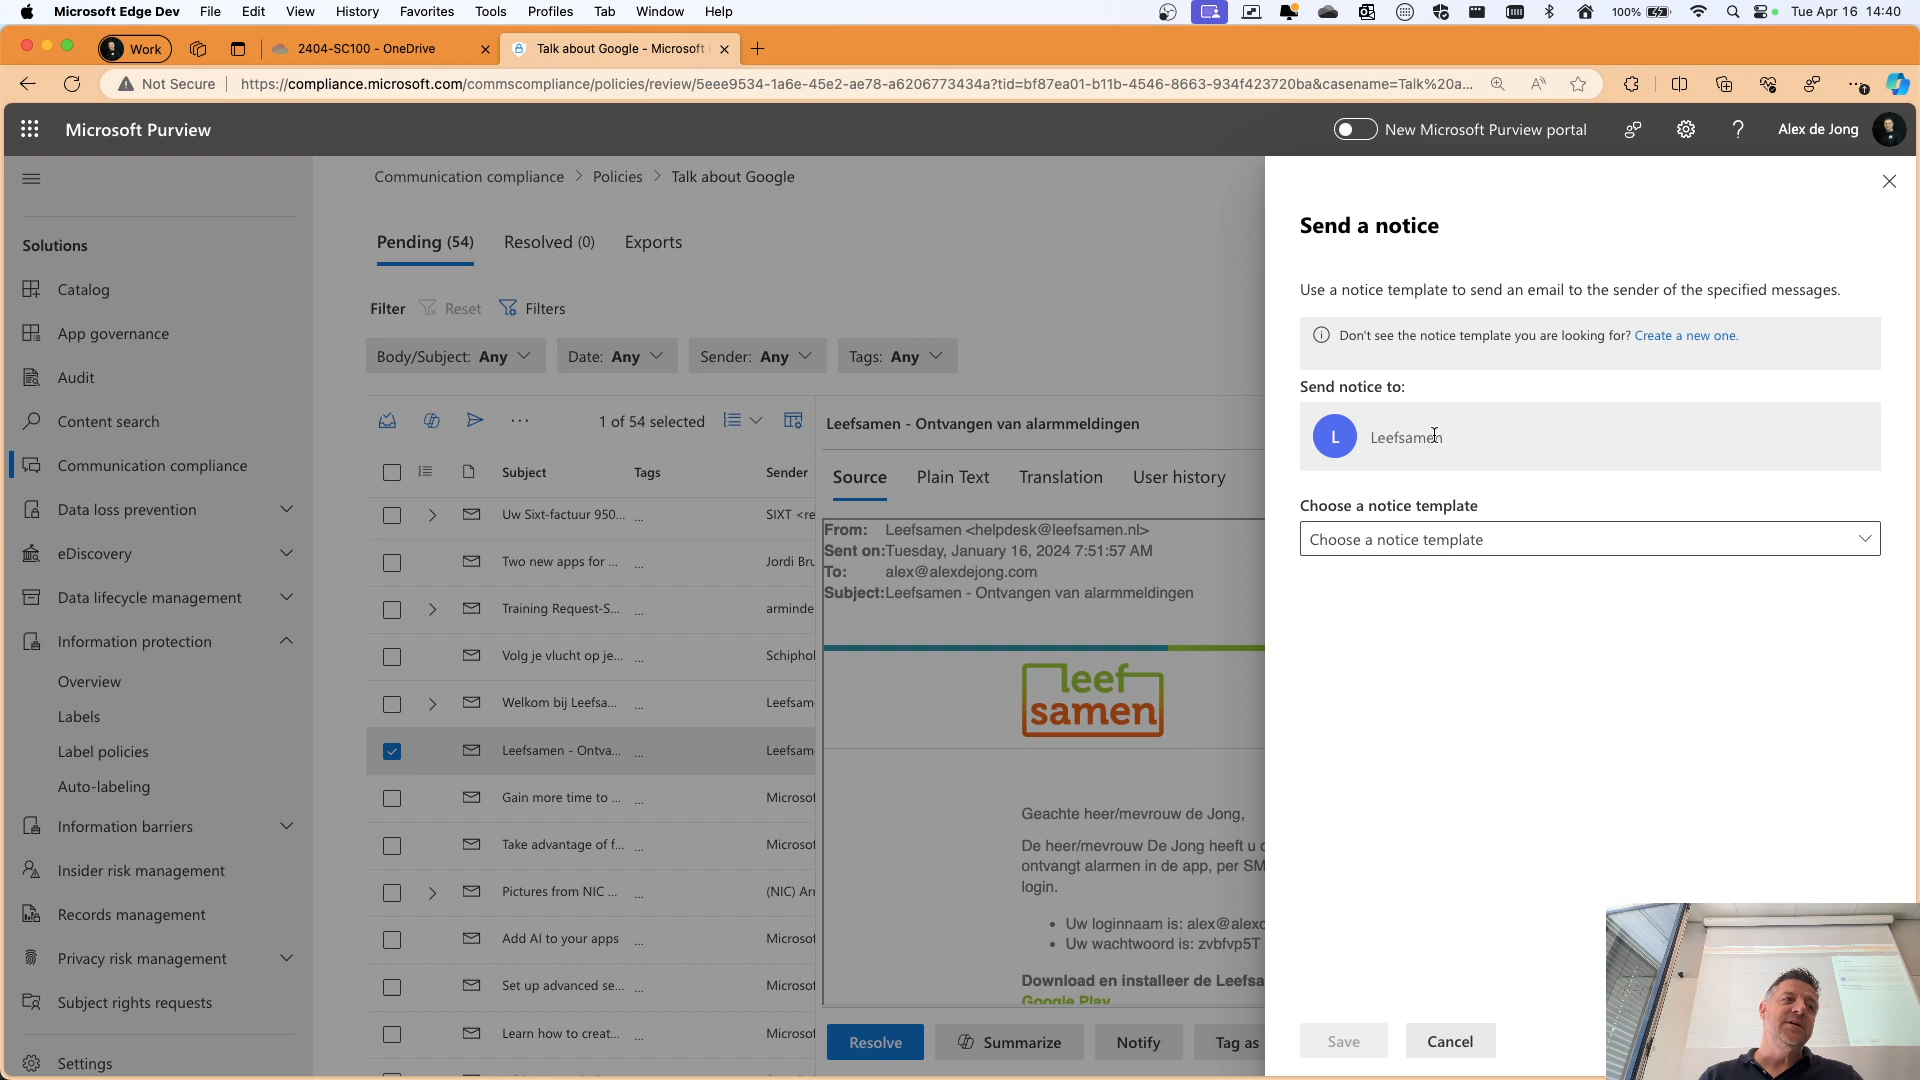 Microsoft Edge Dev File Edit View History Favorites Tools Profiles Tab Window Help 100% Tue Apr 16 14:40
Work 2404-SC100 - OneDrive Talk about Google - Microsoft
Not Secure https://compliance.microsoft.com/commscompliance/policies/review/5eee9534-1a6e-45e2-ae78-a6206773434a?tid=bf87ea01-b11b-4546-8663-934f423720ba&casename=Talk%20a...
Microsoft Purview New Microsoft Purview portal ? Alex de Jong
Solutions
Catalog
App governance
Audit
Content search
Communication compliance
Data loss prevention
eDiscovery
Data lifecycle management
Information protection
Overview
Labels
Label policies
Auto-labeling
Information barriers
Insider risk management
Records management
Privacy risk management
Subject rights requests
Settings
Communication compliance > Policies > Talk about Google
Pending (54) Resolved (0) Exports
Filter Reset Filters
Body/Subject: Any Date: Any Sender: Any Tags: Any
1 of 54 selected
Subject Tags Sender
Uw Sixt-factuur 950... ... SIXT <re
Two new apps for ... ... Jordi Bru
Training Request-S... ... arminde
Volg je vlucht op je... ... Schiphol
Welkom bij Leefsa... ... Leefsam
Leefsamen - Ontva... ... Leefsam
Gain more time to ... ... Microsof
Take advantage of f... ... Microsof
Pictures from NIC ... ... (NIC) Arr
Add AI to your apps ... Microsof
Set up advanced se... ... Microsof
Learn how to creat... ... Microsof
Leefsamen - Ontvangen van alarmmeldingen
Source Plain Text Translation User history
From: Leefsamen <helpdesk@leefsamen.nl>
Sent on: Tuesday, January 16, 2024 7:51:57 AM
To: alex@alexdejong.com
Subject: Leefsamen - Ontvangen van alarmmeldingen
leef
samen
Geachte heer/mevrouw de Jong,
De heer/mevrouw De Jong heeft u
ontvangt alarmen in de app, per SM
login.
• Uw loginnaam is: alex@alexd
• Uw wachtwoord is: zvbfvp5T
Download en installeer de Leefsa
Google Play
Resolve Summarize Notify Tag as
Send a notice
Use a notice template to send an email to the sender of the specified messages.
Don't see the notice template you are looking for? Create a new one.
Send notice to:
L Leefsamen
Choose a notice template
Choose a notice template
Save Cancel